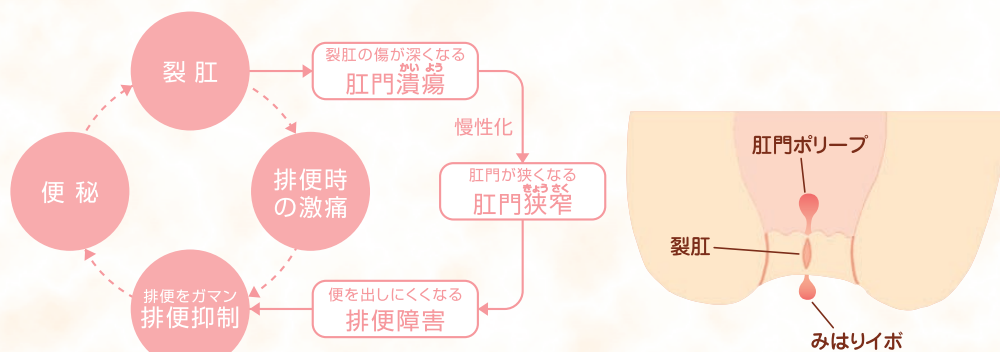 裂肛
裂肛の傷が深くなる
かい よう
肛門潰瘍
慢性化
肛門が狭くなる
きょう さく
肛門狭窄
便を出しにくくなる
排便障害
排便時
の激痛
排便をガマン
排便抑制
便秘
肛門ポリープ
裂肛
みはりイボ